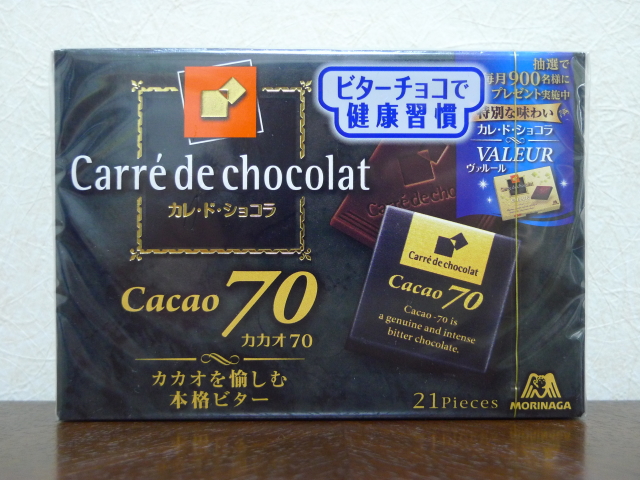 Carré de chocolat
カレ・ド・ショコラ
Cacao 70
カカオ70
カカオを愉しむ
本格ビター
ビターチョコで
健康習慣
抽選で
毎月900名様に
プレゼント実施中
特別な味わい
カレ・ド・ショコラ
VALEUR
ヴァルール
Carré de chocolat
Cacao 70
Cacao -70 is
a genuine and intense
bitter chocolate.
21 Pieces
MORINAGA